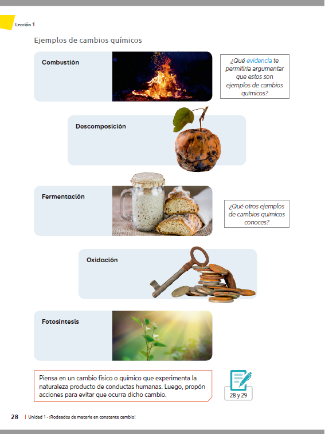 Lección 1
Ejemplos de cambios químicos
Combustión
¿Qué evidencia te
permitiría argumentar
que estos son
ejemplos de cambios
químicos?
Descomposición
Fermentación
¿Qué otros ejemplos
de cambios químicos
conoces?
Oxidación
Fotosíntesis
Piensa en un cambio físico o químico que experimenta la
naturaleza producto de conductas humanas. Luego, propón
acciones para evitar que ocurra dicho cambio.
28 y 29
28 | Unidad 1 • ¡Rodeados de materia en constante cambio!